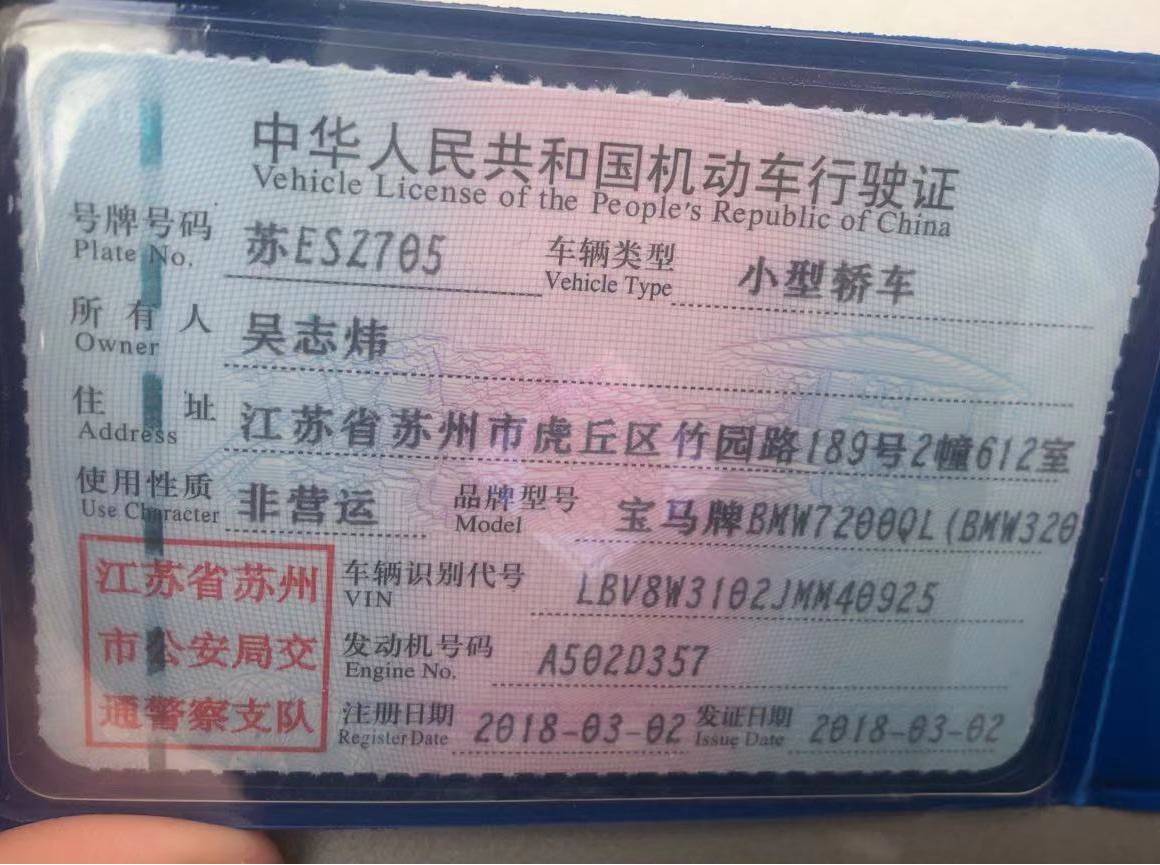 中华人民共和国机动车行驶证
Vehicle License of the People's Republic of China
号牌号码 苏ESZ705 车辆类型 小型轿车
Plate No. Vehicle Type
所有人 吴志炜
Owner
住址 江苏省苏州市虎丘区竹园路189号2幢612室
Address
使用性质 非营运 品牌型号 宝马牌BMW7200QL(BMW320
Use Character Model
江苏省苏州
市公安局交
通警察支队
车辆识别代号 LBV8W3102JMM40925
VIN
发动机号码 A502D357
Engine No.
注册日期 2018-03-02 发证日期 2018-03-02
Register Date Issue Date